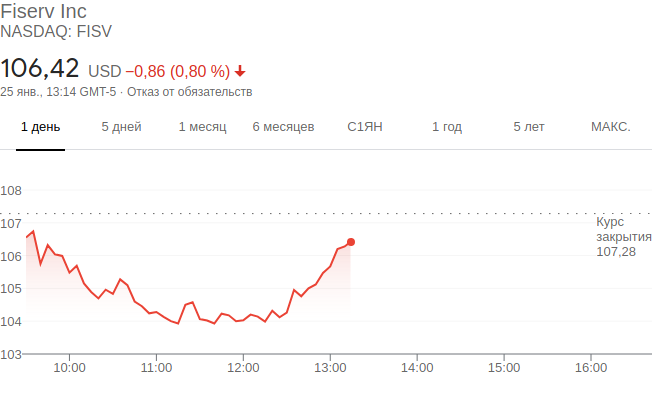 Fiserv Inc
NASDAQ: FISV
106,42 USD −0,86 (0,80 %)
25 янв., 13:14 GMT-5 · Отказ от обязательств
1 день 5 дней 1 месяц 6 месяцев С1ЯН 1 год 5 лет МАКС.
108
107
106
105
104
103
Курс
закрытия
107,28
10:00 11:00 12:00 13:00 14:00 15:00 16:00